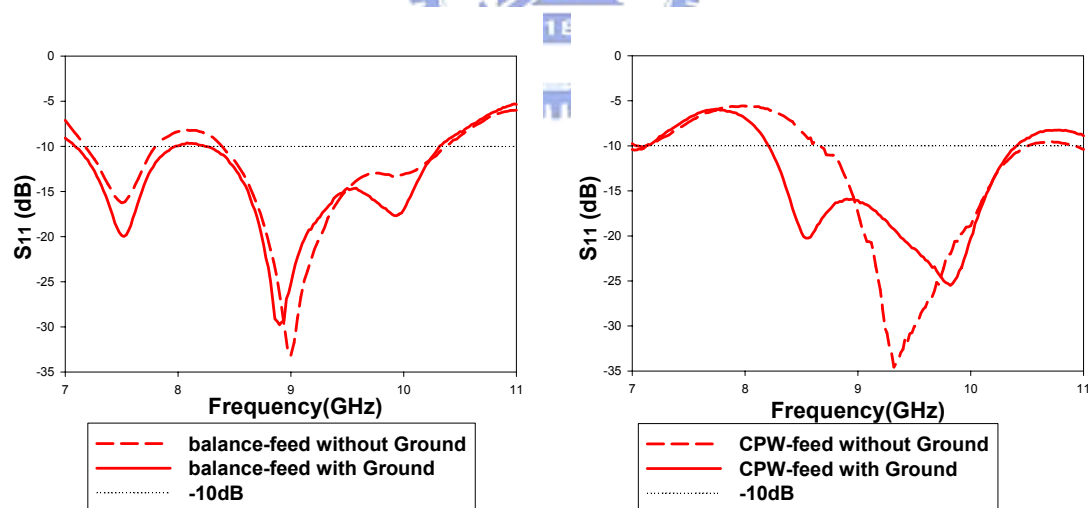 18
0
-5
-10
-15
-20
-25
-30
-35
S11 (dB)
7
8
9
10
11
Frequency(GHz)
balance-feed without Ground
balance-feed with Ground
-10dB
0
-5
-10
-15
-20
-25
-30
-35
S11 (dB)
7
8
9
10
11
Frequency(GHz)
CPW-feed without Ground
CPW-feed with Ground
-10dB